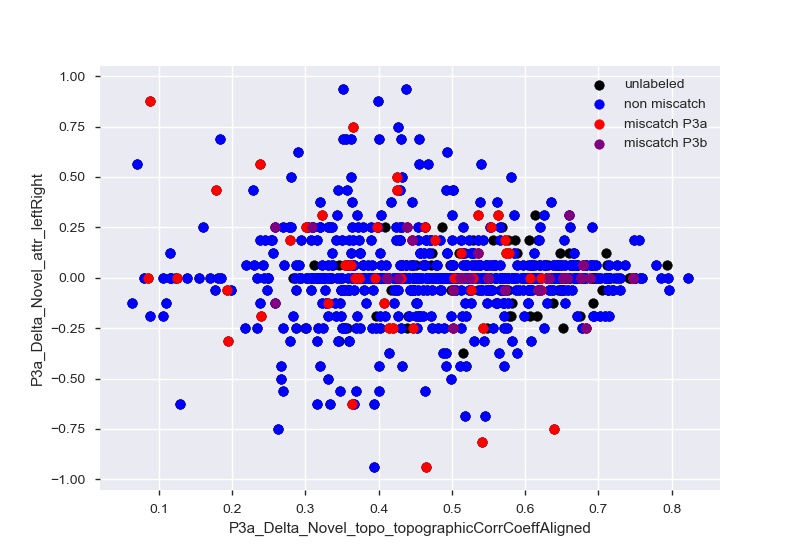 1.00
0.75
0.50
0.25
0.00
−0.25
−0.50
−0.75
−1.00
P3a_Delta_Novel_attr_leftRight
unlabeled
non miscatch
miscatch P3a
miscatch P3b
0.1 0.2 0.3 0.4 0.5 0.6 0.7 0.8
P3a_Delta_Novel_topo_topographicCorrCoeffAligned